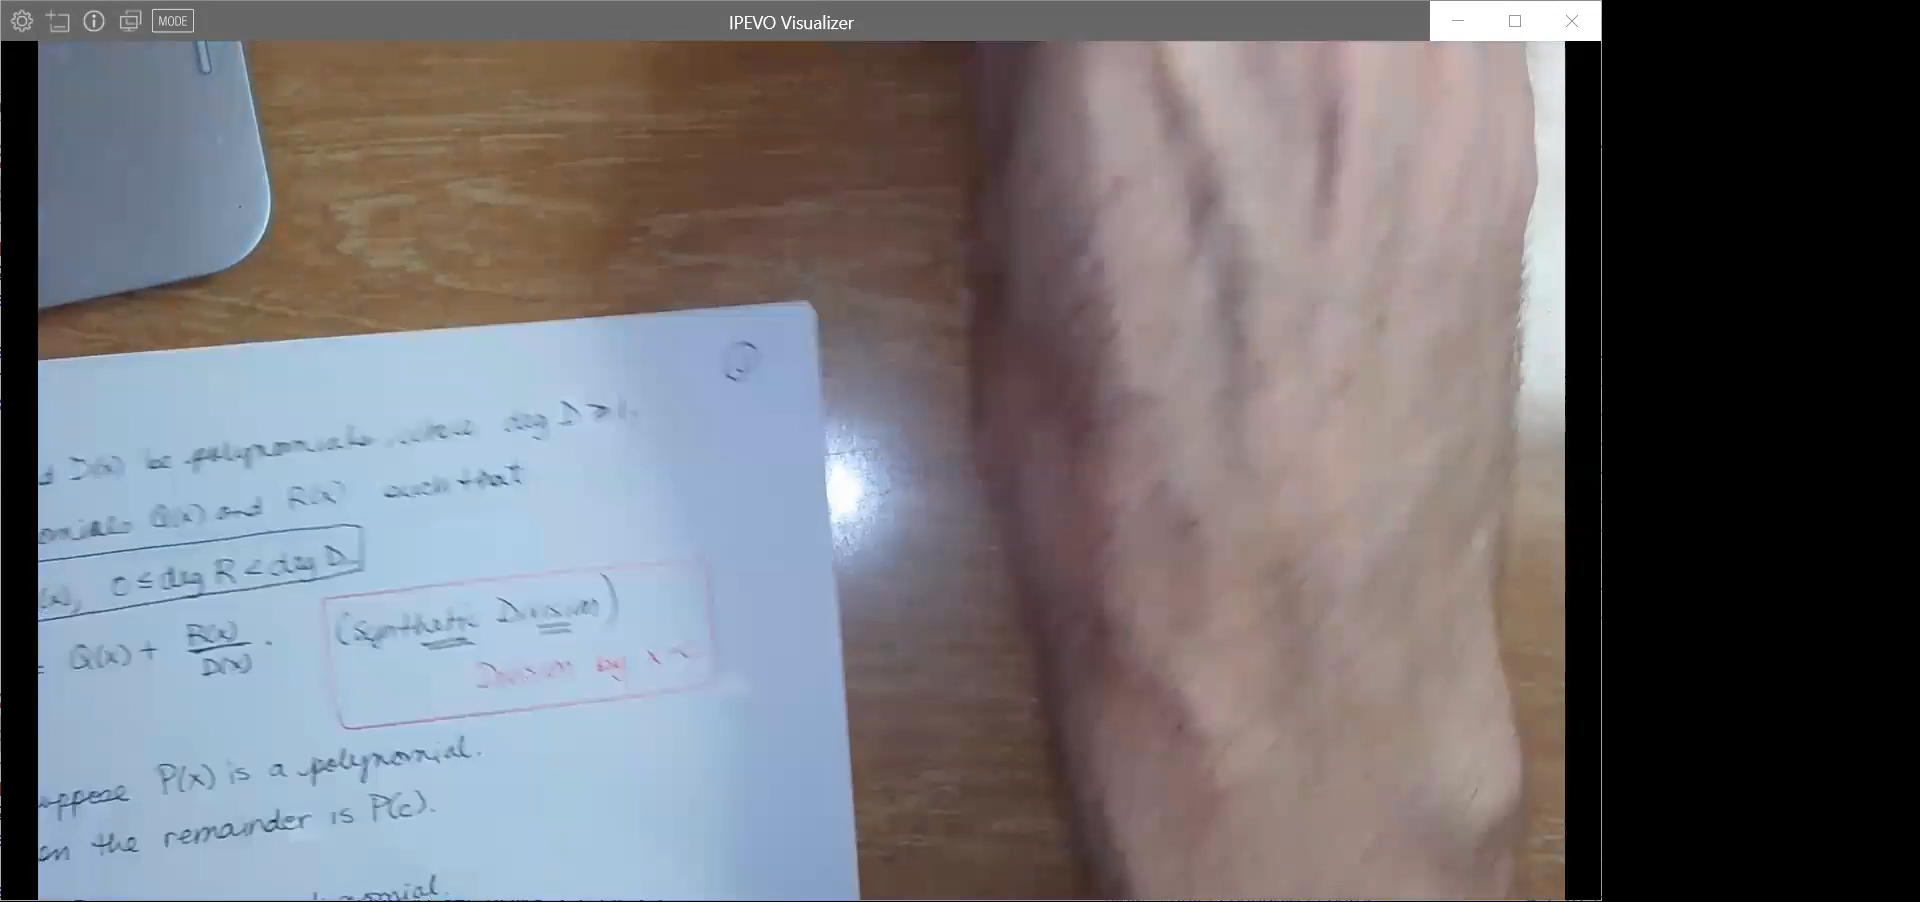 MODE
IPEVO Visualizer
D(x) be polynomials, where deg D ≥ 1.
Q(x) and R(x) such that
0 ≤ deg R < deg D
= Q(x) + R(x)/D(x).
(Synthetic Division)
Division by x
P(x) is a polynomial.
the remainder is P(c).